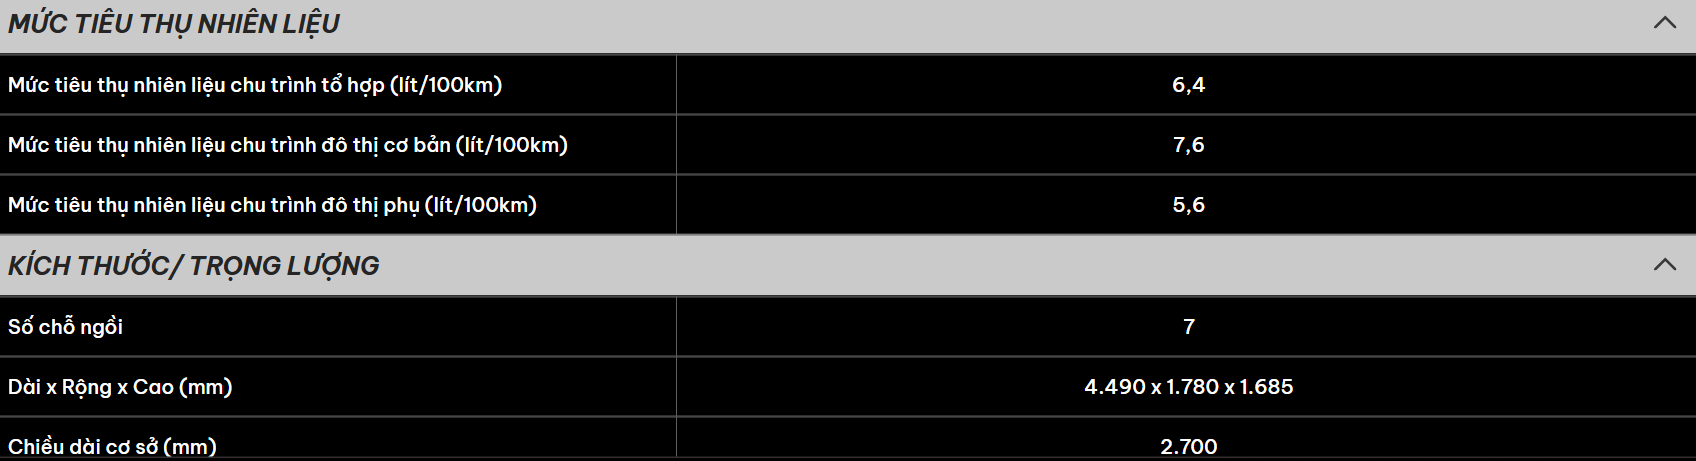 MỨC TIÊU THỤ NHIÊN LIỆU
Mức tiêu thụ nhiên liệu chu trình tổ hợp (lít/100km) 6,4
Mức tiêu thụ nhiên liệu chu trình đô thị cơ bản (lít/100km) 7,6
Mức tiêu thụ nhiên liệu chu trình đô thị phụ (lít/100km) 5,6
KÍCH THƯỚC/ TRỌNG LƯỢNG
Số chỗ ngồi 7
Dài x Rộng x Cao (mm) 4.490 x 1.780 x 1.685
Chiều dài cơ sở (mm) 2.700